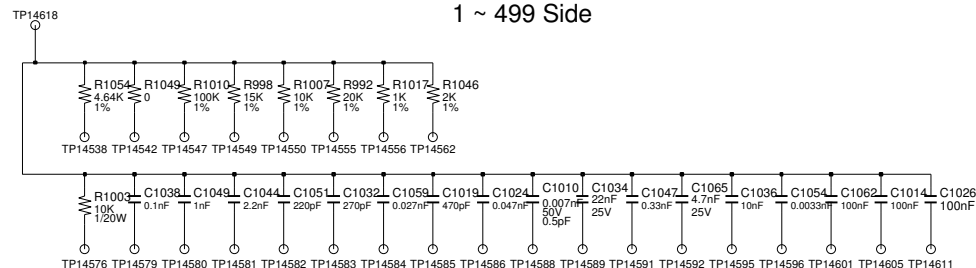 1 ~ 499 Side
TP14618
R1054 R1049 R1010 R998 R1007 R992 R1017 R1046
4.64K 0 100K 15K 10K 20K 1K 2K
1% 1% 1% 1% 1% 1% 1%
TP14538 TP14542 TP14547 TP14549 TP14550 TP14555 TP14556 TP14562
R1003 C1038 C1049 C1044 C1051 C1032 C1059 C1019 C1024 C1010 C1034 C1047 C1065 C1036 C1054 C1062 C1014 C1026
10K 0.1nF 1nF 2.2nF 220pF 270pF 0.027nF 470pF 0.047nF 0.007nF 22nF 0.33nF 4.7nF 10nF 0.0033nF 100nF 100nF 100nF
1/20W 50V 25V 25V
0.5pF
TP14576 TP14579 TP14580 TP14581 TP14582 TP14583 TP14584 TP14585 TP14586 TP14588 TP14589 TP14591 TP14592 TP14595 TP14596 TP14601 TP14605 TP14611